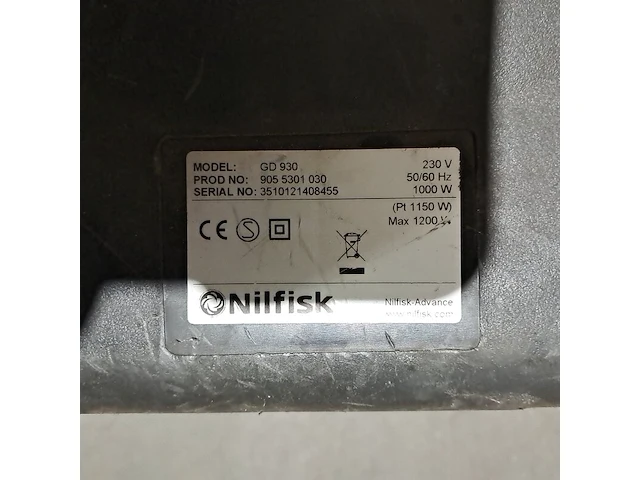 MODEL: GD 930 230 V
PROD NO: 905 5301 030 50/60 Hz
SERIAL NO: 3510121408455 1000 W
(Pt 1150 W)
Max 1200
CE S
Nilfisk
Nilfisk-Advance
www.nilfisk.com